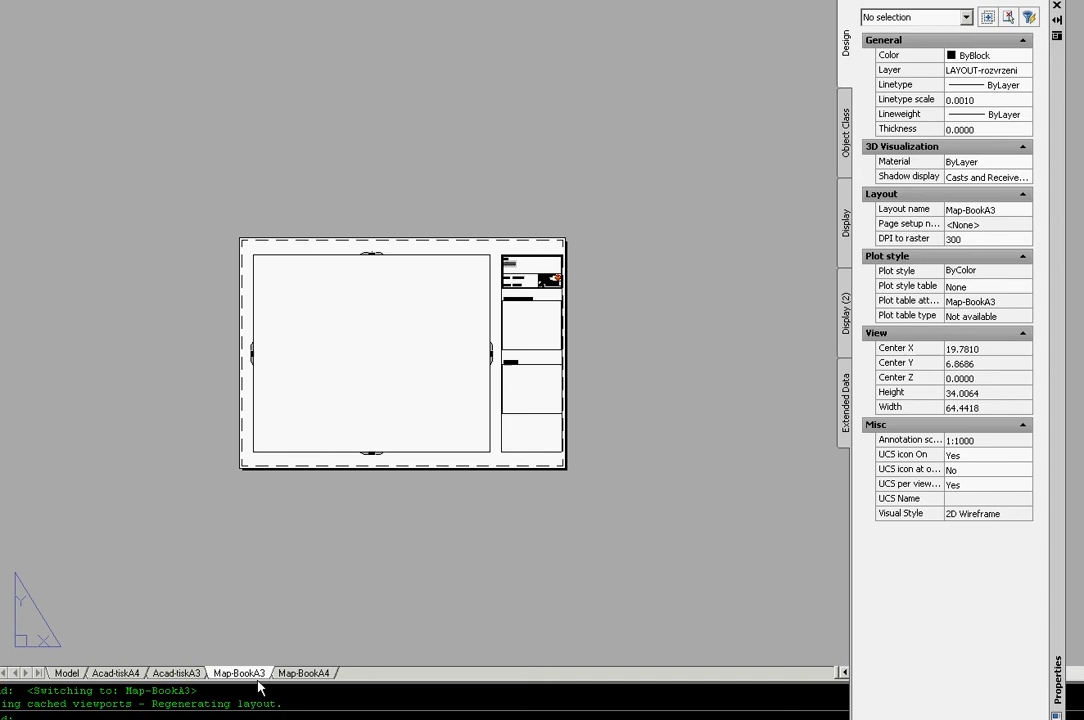 No selection
General
Color ByBlock
Layer LAYOUT-rozvrzeni
Linetype ByLayer
Linetype scale 0.0010
Lineweight ByLayer
Thickness 0.0000
3D Visualization
Material ByLayer
Shadow display Casts and Receive...
Layout
Layout name Map-BookA3
Page setup n... <None>
DPI to raster 300
Plot style
Plot style ByColor
Plot style table None
Plot table att... Map-BookA3
Plot table type Not available
View
Center X 19.7810
Center Y 6.8686
Center Z 0.0000
Height 34.0064
Width 64.4418
Misc
Annotation sc... 1:1000
UCS icon On Yes
UCS icon at o... No
UCS per view... Yes
UCS Name
Visual Style 2D Wireframe
Design
Object Class
Display
Display (2)
Extended Data
Properties
Y
X
Model Acad-tiskA4 Acad-tiskA3 Map-BookA3 Map-BookA4
d: <Switching to: Map-BookA3>
ing cached viewports - Regenerating layout.